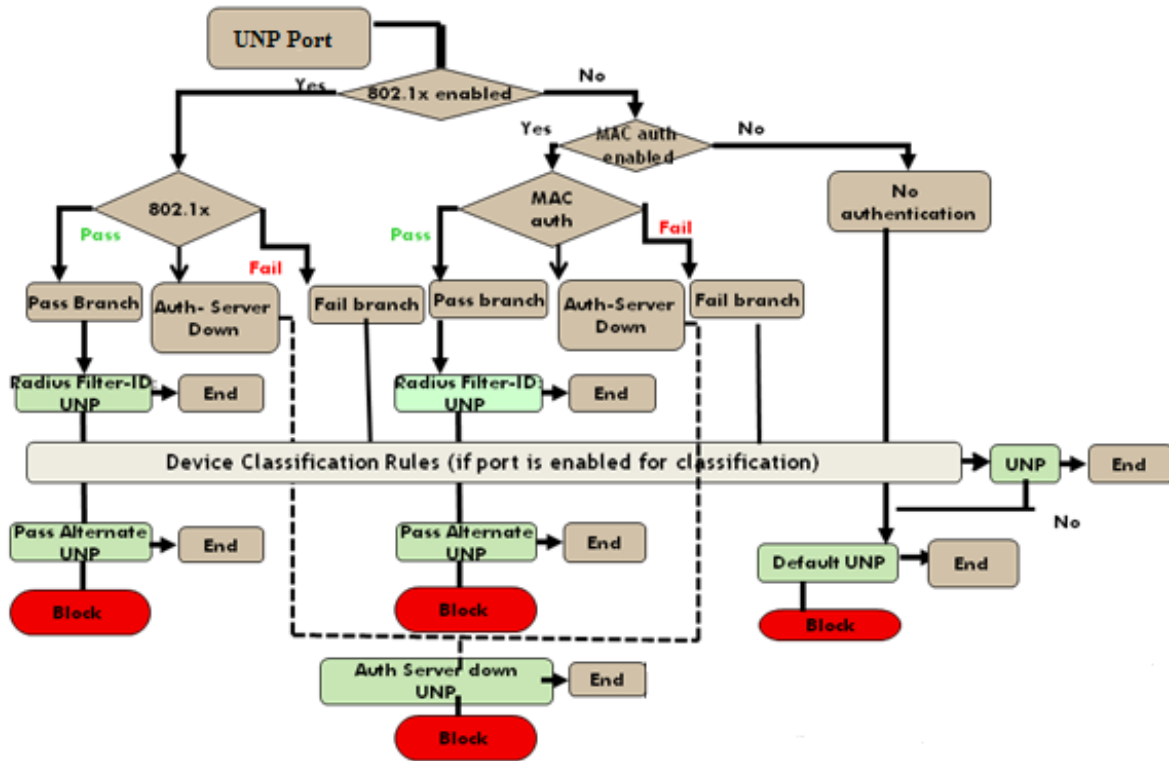 UNP Port
Yes
802.1x enabled
No
Yes
MAC auth
enabled
No
802.1x
Pass
Fail
MAC
auth
Pass
Fail
No
authentication
Pass Branch
Auth- Server
Down
Fail branch
Pass branch
Auth-Server
Down
Fail branch
Radius Filter-ID:
UNP
End
Radius Filter-ID:
UNP
End
Device Classification Rules (if port is enabled for classification)
UNP
End
No
Pass Alternate
UNP
End
Pass Alternate
UNP
End
Default UNP
End
Block
Block
Block
Auth Server down
UNP
End
Block